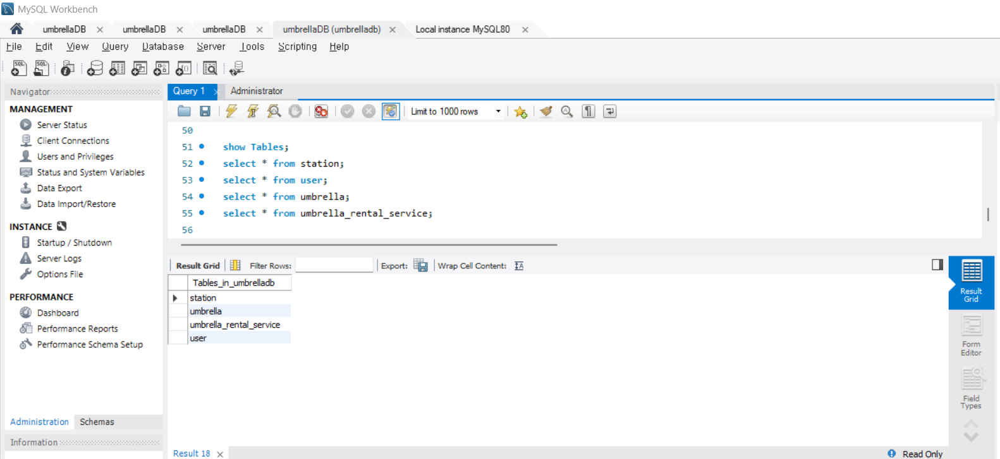 MySQL Workbench
umbrellaDB umbrellaDB umbrellaDB umbrellaDB (umbrelladb) Local instance MySQL80
File Edit View Query Database Server Tools Scripting Help
Navigator
MANAGEMENT
Server Status
Client Connections
Users and Privileges
Status and System Variables
Data Export
Data Import/Restore
INSTANCE
Startup / Shutdown
Server Logs
Options File
PERFORMANCE
Dashboard
Performance Reports
Performance Schema Setup
Administration Schemas
Information
Query 1 Administrator
Limit to 1000 rows
50
51 show Tables;
52 select * from station;
53 select * from user;
54 select * from umbrella;
55 select * from umbrella_rental_service;
56
Result Grid Filter Rows: Export: Wrap Cell Content:
Tables_in_umbrelladb
station
umbrella
umbrella_rental_service
user
Result
Grid
Form
Editor
Field
Types
Result 18 Read Only